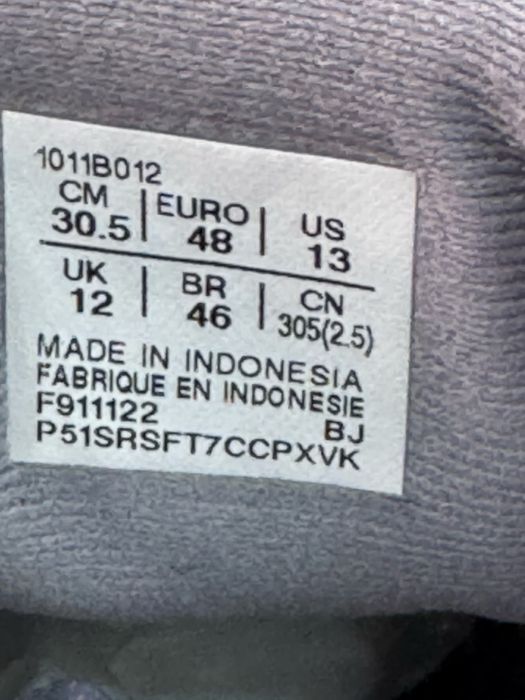 1011B012
CM | EURO | US
30.5 | 48 | 13
UK | BR | CN
12 | 46 | 305(2.5)
MADE IN INDONESIA
FABRIQUE EN INDONESIE
F911122 BJ
P51SRSFT7CCPXVK